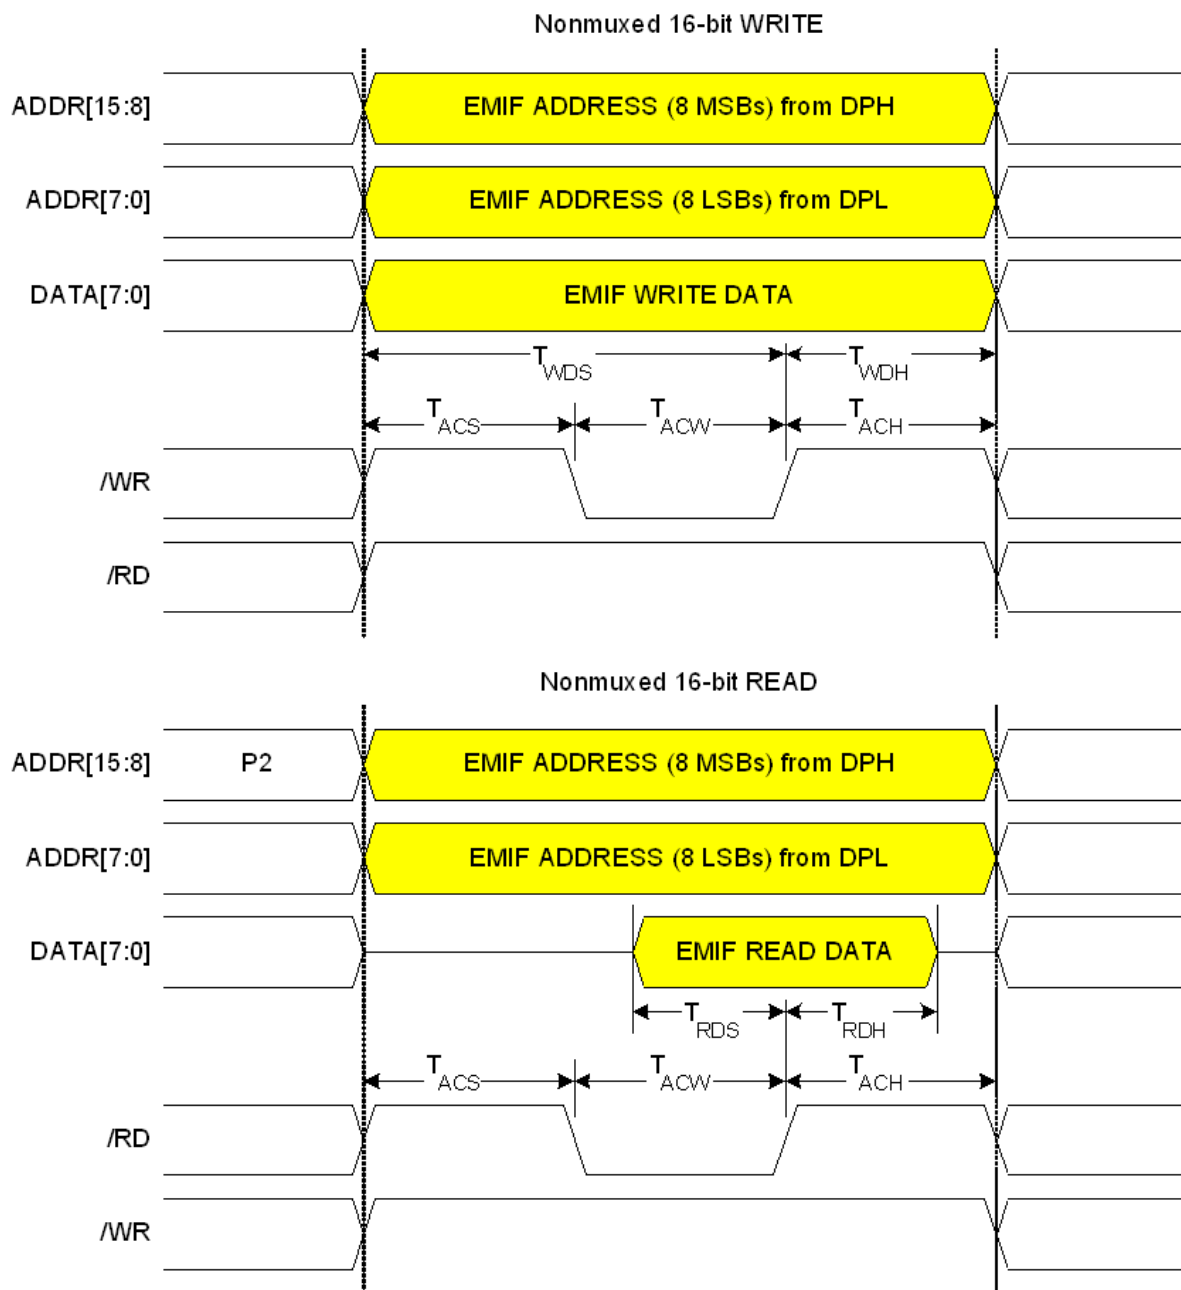 Nonmuxed 16-bit WRITE
ADDR[15:8] EMIF ADDRESS (8 MSBs) from DPH
ADDR[7:0] EMIF ADDRESS (8 LSBs) from DPL
DATA[7:0] EMIF WRITE DATA
TWDS TWDH
TACS TACW TACH
/WR
/RD
Nonmuxed 16-bit READ
ADDR[15:8] P2 EMIF ADDRESS (8 MSBs) from DPH
ADDR[7:0] EMIF ADDRESS (8 LSBs) from DPL
DATA[7:0] EMIF READ DATA
TRDS TRDH
TACS TACW TACH
/RD
/WR